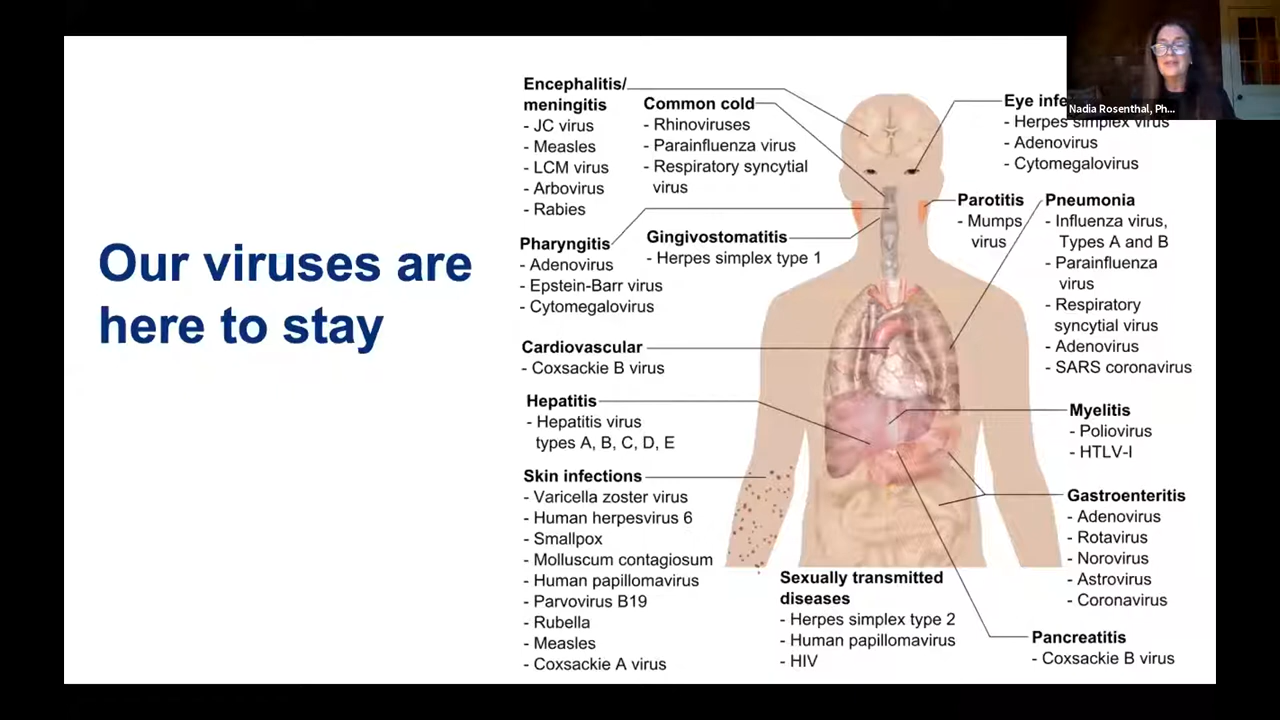 Our viruses are
here to stay
Encephalitis/
meningitis
- JC virus
- Measles
- LCM virus
- Arbovirus
- Rabies
Common cold
- Rhinoviruses
- Parainfluenza virus
- Respiratory syncytial
virus
Pharyngitis
- Adenovirus
- Epstein-Barr virus
- Cytomegalovirus
Gingivostomatitis
- Herpes simplex type 1
Cardiovascular
- Coxsackie B virus
Hepatitis
- Hepatitis virus
types A, B, C, D, E
Skin infections
- Varicella zoster virus
- Human herpesvirus 6
- Smallpox
- Molluscum contagiosum
- Human papillomavirus
- Parvovirus B19
- Rubella
- Measles
- Coxsackie A virus
Sexually transmitted
diseases
- Herpes simplex type 2
- Human papillomavirus
- HIV
Nadia Rosenthal, Ph...
Eye
- Herpes simplex virus
- Adenovirus
- Cytomegalovirus
Parotitis
- Mumps
virus
Pneumonia
- Influenza virus,
Types A and B
- Parainfluenza
virus
- Respiratory
syncytial virus
- Adenovirus
- SARS coronavirus
Myelitis
- Poliovirus
- HTLV-I
Gastroenteritis
- Adenovirus
- Rotavirus
- Norovirus
- Astrovirus
- Coronavirus
Pancreatitis
- Coxsackie B virus